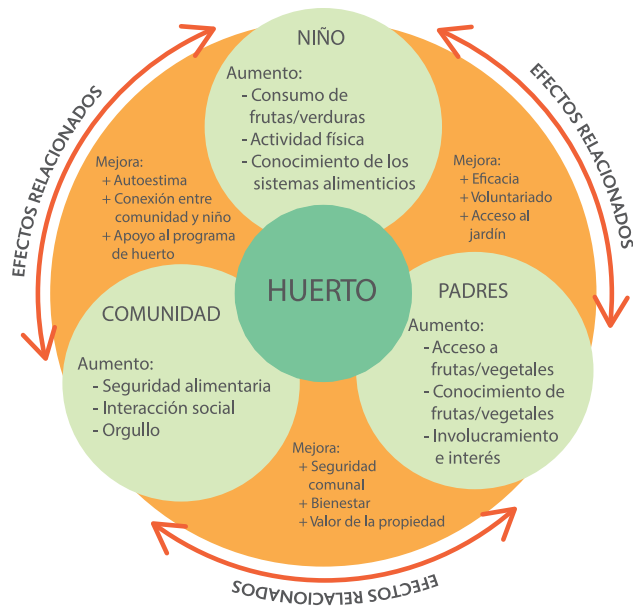 NIÑO
Aumento:
- Consumo de
frutas/verduras
- Actividad física
- Conocimiento de los
sistemas alimenticios
EFECTOS RELACIONADOS
EFECTOS RELACIONADOS
Mejora:
+ Autoestima
+ Conexión entre
comunidad y niño
+ Apoyo al programa
de huerto
Mejora:
+ Eficacia
+ Voluntariado
+ Acceso al
jardín
HUERTO
COMUNIDAD
Aumento:
- Seguridad alimentaria
- Interacción social
- Orgullo
PADRES
Aumento:
- Acceso a
frutas/vegetales
- Conocimiento de
frutas/vegetales
- Involucramiento
e interés
Mejora:
+ Seguridad
comunal
+ Bienestar
+ Valor de la propiedad
EFECTOS RELACIONADOS